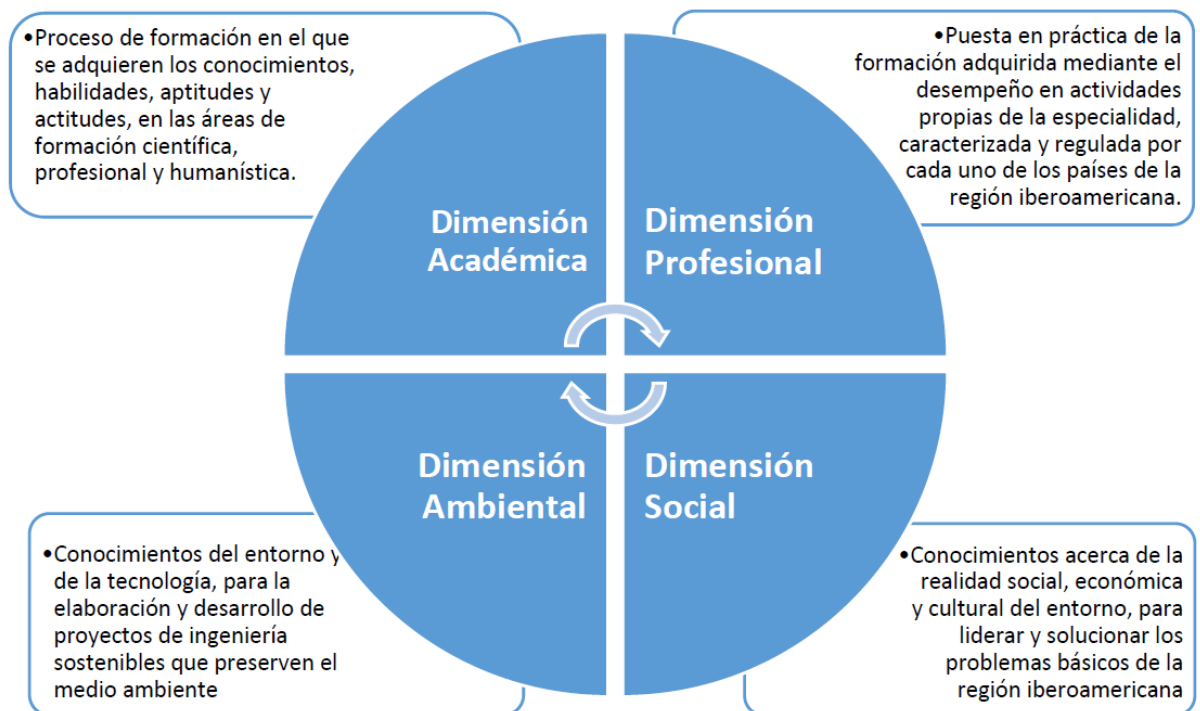 •Proceso de formación en el que
se adquieren los conocimientos,
habilidades, aptitudes y
actitudes, en las áreas de
formación científica,
profesional y humanística.
•Puesta en práctica de la
formación adquirida mediante el
desempeño en actividades
propias de la especialidad,
caracterizada y regulada por
cada uno de los países de la
región iberoamericana.
Dimensión
Académica
Dimensión
Profesional
Dimensión
Ambiental
Dimensión
Social
•Conocimientos del entorno y
de la tecnología, para la
elaboración y desarrollo de
proyectos de ingeniería
sostenibles que preserven el
medio ambiente
•Conocimientos acerca de la
realidad social, económica
y cultural del entorno, para
liderar y solucionar los
problemas básicos de la
región iberoamericana